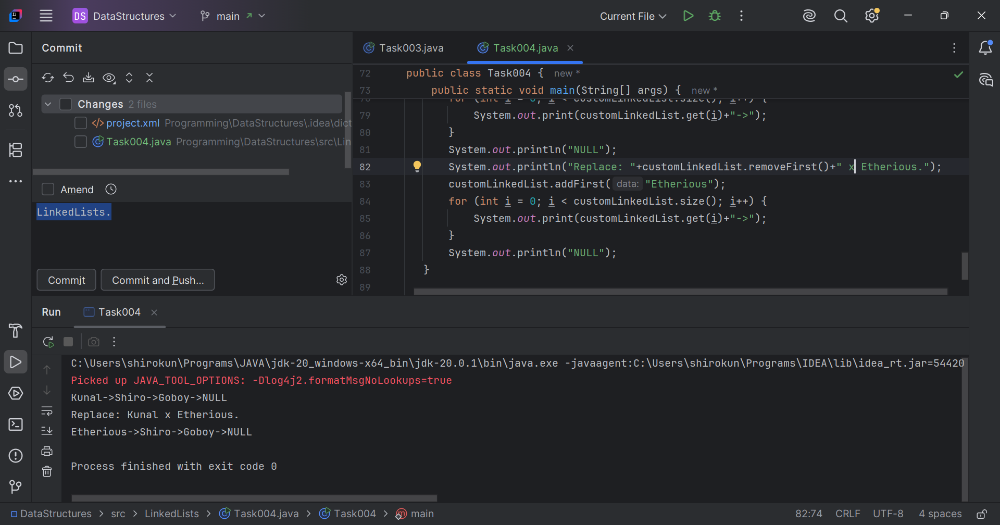 DS DataStructures main Current File
Commit
Changes 2 files
project.xml Programming\DataStructures\.idea\dict
Task004.java Programming\DataStructures\src\Lin
Amend
LinkedLists.
Commit Commit and Push...
Task003.java Task004.java
72 public class Task004 { new *
73 public static void main(String[] args) { new *
78 for (int i = 0; i < customLinkedList.size(); i++) {
79 System.out.print(customLinkedList.get(i)+"->");
80 }
81 System.out.println("NULL");
82 System.out.println("Replace: "+customLinkedList.removeFirst()+" x Etherious.");
83 customLinkedList.addFirst( data: "Etherious");
84 for (int i = 0; i < customLinkedList.size(); i++) {
85 System.out.print(customLinkedList.get(i)+"->");
86 }
87 System.out.println("NULL");
88 }
89
Run Task004
C:\Users\shirokun\Programs\JAVA\jdk-20_windows-x64_bin\jdk-20.0.1\bin\java.exe -javaagent:C:\Users\shirokun\Programs\IDEA\lib\idea_rt.jar=54420
Picked up JAVA_TOOL_OPTIONS: -Dlog4j2.formatMsgNoLookups=true
Kunal->Shiro->Goboy->NULL
Replace: Kunal x Etherious.
Etherious->Shiro->Goboy->NULL
Process finished with exit code 0
DataStructures > src > LinkedLists > Task004.java > Task004 > main 82:74 CRLF UTF-8 4 spaces